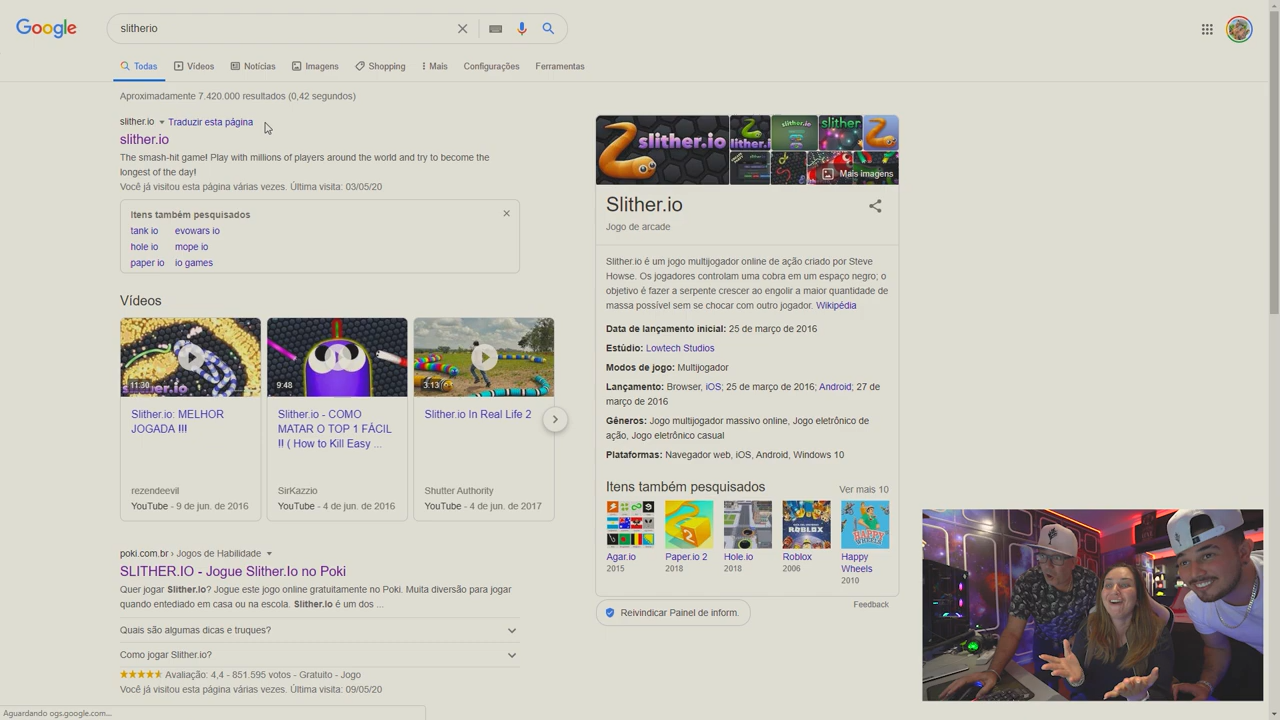 Google
slitherio
Todas
Vídeos
Notícias
Imagens
Shopping
Mais
Configurações
Ferramentas
Aproximadamente 7.420.000 resultados (0,42 segundos)
slither.io
Traduzir esta página
slither.io
The smash-hit game! Play with millions of players around the world and try to become the
longest of the day!
Você já visitou esta página várias vezes. Última visita: 03/05/20
Itens também pesquisados
tank io
evowars io
hole io
mope io
paper io
io games
Vídeos
11:30
slither.io
Slither.io: MELHOR
JOGADA !!!
rezendeevil
YouTube - 9 de jun. de 2016
9:48
Slither.io - COMO
MATAR O TOP 1 FÁCIL
!! ( How to Kill Easy ...
SirKazzio
YouTube - 4 de jun. de 2016
3:13
Slither.io In Real Life 2
Shutter Authority
YouTube - 4 de jun. de 2017
poki.com.br › Jogos de Habilidade
SLITHER.IO - Jogue Slither.Io no Poki
Quer jogar Slither.Io? Jogue este jogo online gratuitamente no Poki. Muita diversão para jogar
quando entediado em casa ou na escola. Slither.Io é um dos ...
Quais são algumas dicas e truques?
Como jogar Slither.Io?
Avaliação: 4,4 - 851.595 votos - Gratuito - Jogo
Você já visitou esta página várias vezes. Última visita: 09/05/20
Aguardando ogs.google.com...
slither.io
slither.i
slither.io
slither
Mais imagens
Slither.io
Jogo de arcade
Slither.io é um jogo multijogador online de ação criado por Steve
Howse. Os jogadores controlam uma cobra em um espaço negro; o
objetivo é fazer a serpente crescer ao engolir a maior quantidade de
massa possível sem se chocar com outro jogador. Wikipédia
Data de lançamento inicial: 25 de março de 2016
Estúdio: Lowtech Studios
Modos de jogo: Multijogador
Lançamento: Browser, iOS; 25 de março de 2016; Android; 27 de
março de 2016
Gêneros: Jogo multijogador massivo online, Jogo eletrônico de
ação, Jogo eletrônico casual
Plataformas: Navegador web, iOS, Android, Windows 10
Itens também pesquisados
Ver mais 10
ROBLOX
HAPPY
WHEELS
Agar.io
2015
Paper.io 2
2018
Hole.io
2018
Roblox
2006
Happy
Wheels
2010
Feedback
Reivindicar Painel de inform.